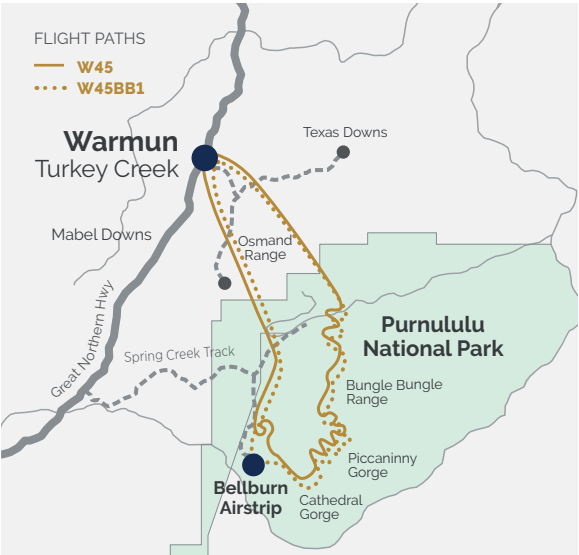 FLIGHT PATHS
W45
W45BB1
Warmun
Turkey Creek
Texas Downs
Mabel Downs
Osmand
Range
Great Northern Hwy
Purnululu
National Park
Spring Creek Track
Bungle Bungle
Range
Piccaninny
Gorge
Bellburn
Airstrip
Cathedral
Gorge